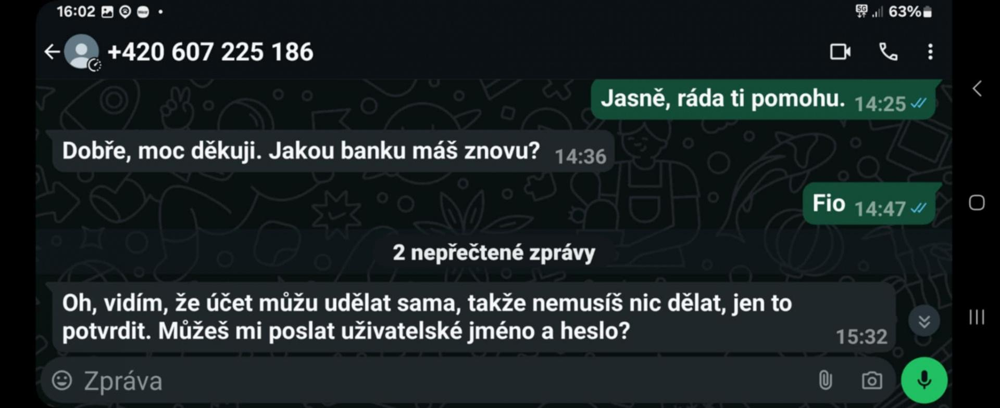 16:02
5G
63%
+420 607 225 186
Jasně, ráda ti pomohu. 14:25
Dobře, moc děkuji. Jakou banku máš znovu? 14:36
Fio 14:47
2 nepřečtené zprávy
Oh, vidím, že účet můžu udělat sama, takže nemusíš nic dělat, jen to
potvrdit. Můžeš mi poslat uživatelské jméno a heslo? 15:32
Zpráva